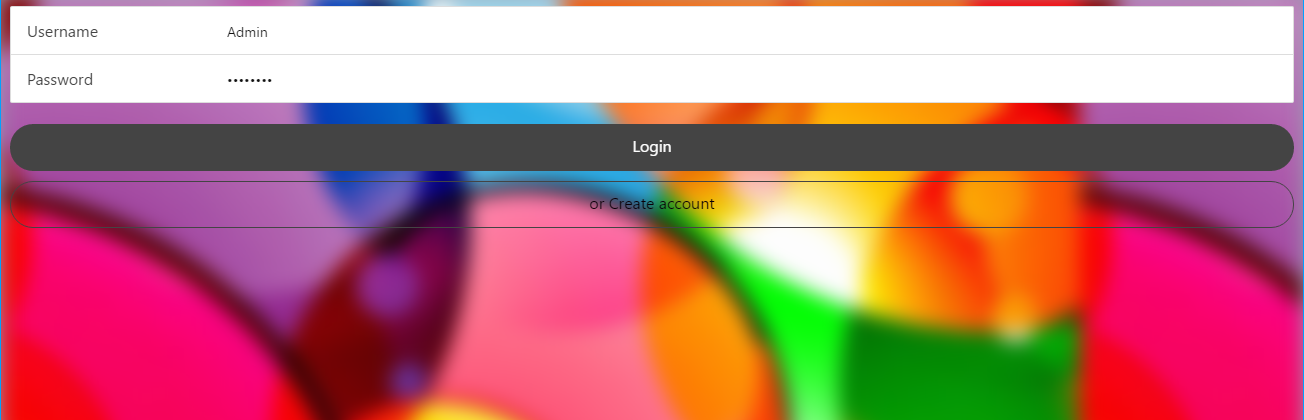 Username Admin
Password ••••••••
Login
or Create account